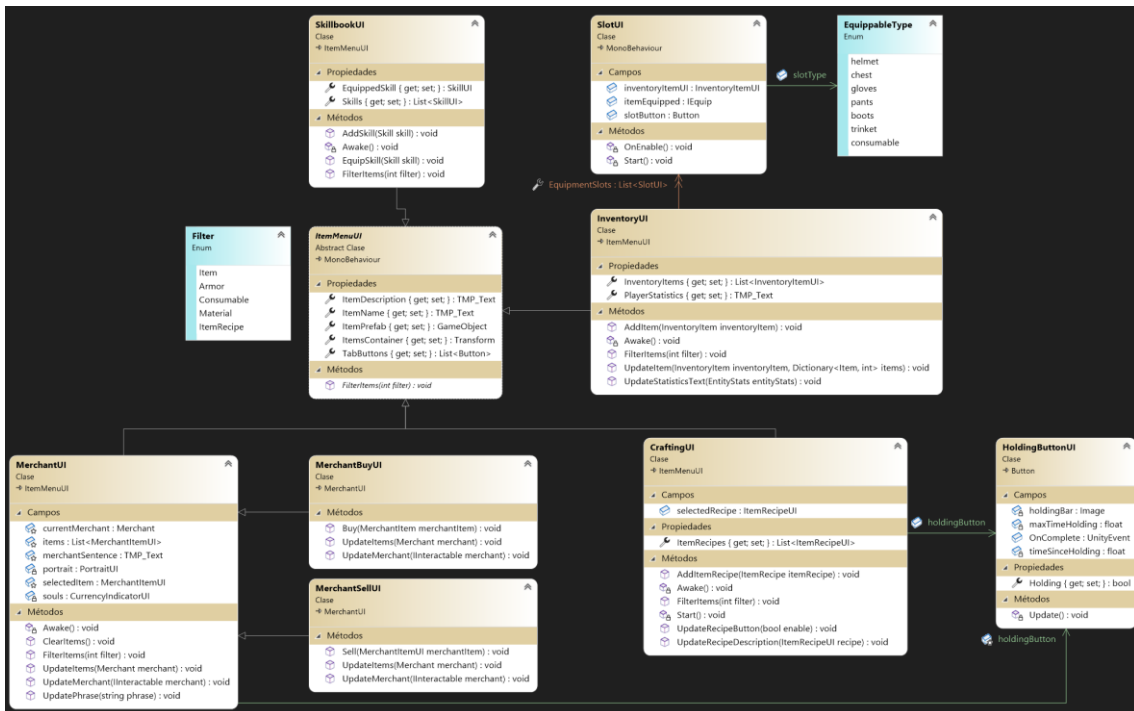 SkillbookUI
Clase
ItemMenuUI
Propiedades
EquippedSkill { get; set; } : SkillUI
Skills { get; set; } : List<SkillUI>
Métodos
AddSkill(Skill skill) : void
Awake() : void
EquipSkill(Skill skill) : void
FilterItems(int filter) : void
SlotUI
Clase
MonoBehaviour
Campos
inventoryItemUI : InventoryItemUI
itemEquipped : IEquip
slotButton : Button
Métodos
OnEnable() : void
Start() : void
slotType
EquippableType
Enum
helmet
chest
gloves
pants
boots
trinket
consumable
EquipmentSlots : List<SlotUI>
Filter
Enum
Item
Armor
Consumable
Material
ItemRecipe
ItemMenuUI
Abstract Clase
MonoBehaviour
Propiedades
ItemDescription { get; set; } : TMP_Text
ItemName { get; set; } : TMP_Text
ItemPrefab { get; set; } : GameObject
ItemsContainer { get; set; } : Transform
TabButtons { get; set; } : List<Button>
Métodos
FilterItems(int filter) : void
InventoryUI
Clase
ItemMenuUI
Propiedades
InventoryItems { get; set; } : List<InventoryItemUI>
PlayerStatistics { get; set; } : TMP_Text
Métodos
AddItem(InventoryItem inventoryItem) : void
Awake() : void
FilterItems(int filter) : void
UpdateItem(InventoryItem inventoryItem, Dictionary<Item, int> items) : void
UpdateStatisticsText(EntityStats entityStats) : void
MerchantUI
Clase
ItemMenuUI
Campos
currentMerchant : Merchant
items : List<MerchantItemUI>
merchantSentence : TMP_Text
portrait : PortraitUI
selectedItem : MerchantItemUI
souls : CurrencyIndicatorUI
Métodos
Awake() : void
ClearItems() : void
FilterItems(int filter) : void
UpdateItems(Merchant merchant) : void
UpdateMerchant(IInteractable merchant) : void
UpdatePhrase(string phrase) : void
MerchantBuyUI
Clase
MerchantUI
Métodos
Buy(MerchantItem merchantItem) : void
UpdateItems(Merchant merchant) : void
UpdateMerchant(IInteractable merchant) : void
MerchantSellUI
Clase
MerchantUI
Métodos
Sell(MerchantItemUI merchantItem) : void
UpdateItems(Merchant merchant) : void
UpdateMerchant(IInteractable merchant) : void
CraftingUI
Clase
ItemMenuUI
Campos
selectedRecipe : ItemRecipeUI
Propiedades
ItemRecipes { get; set; } : List<ItemRecipeUI>
Métodos
AddItemRecipe(ItemRecipe itemRecipe) : void
Awake() : void
FilterItems(int filter) : void
Start() : void
UpdateRecipeButton(bool enable) : void
UpdateRecipeDescription(ItemRecipeUI recipe) : void
holdingButton
HoldingButtonUI
Clase
Button
Campos
holdingBar : Image
maxTimeHolding : float
OnComplete : UnityEvent
timeSinceHolding : float
Propiedades
Holding { get; set; } : bool
Métodos
Update() : void
holdingButton